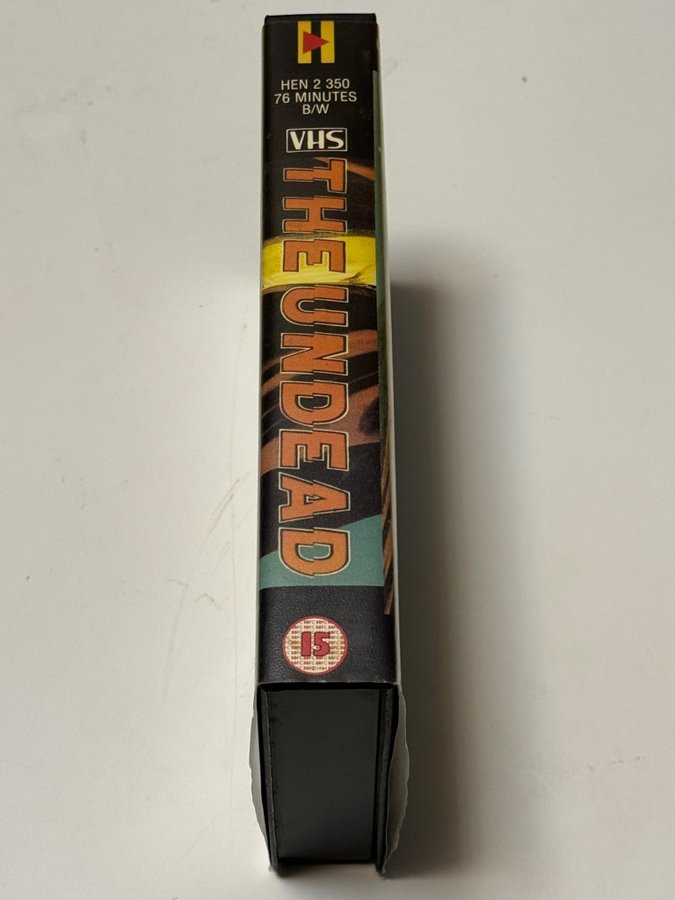 HEN 2 350
76 MINUTES
B/W
VHS
THE UNDEAD
15